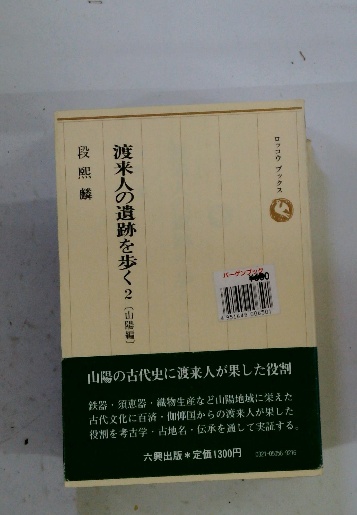 ロッコウ ブックス
渡来人の遺跡を歩く2〔山陽編〕
段熙麟
バーゲンブック
山陽の古代史に渡来人が果した役割
鉄器・須恵器・織物生産など山陽地域に栄えた
古代文化に百済・伽倻国からの渡来人が果した
役割を考古学・古地名・伝承を通して実証する。
六興出版＊定価1300円